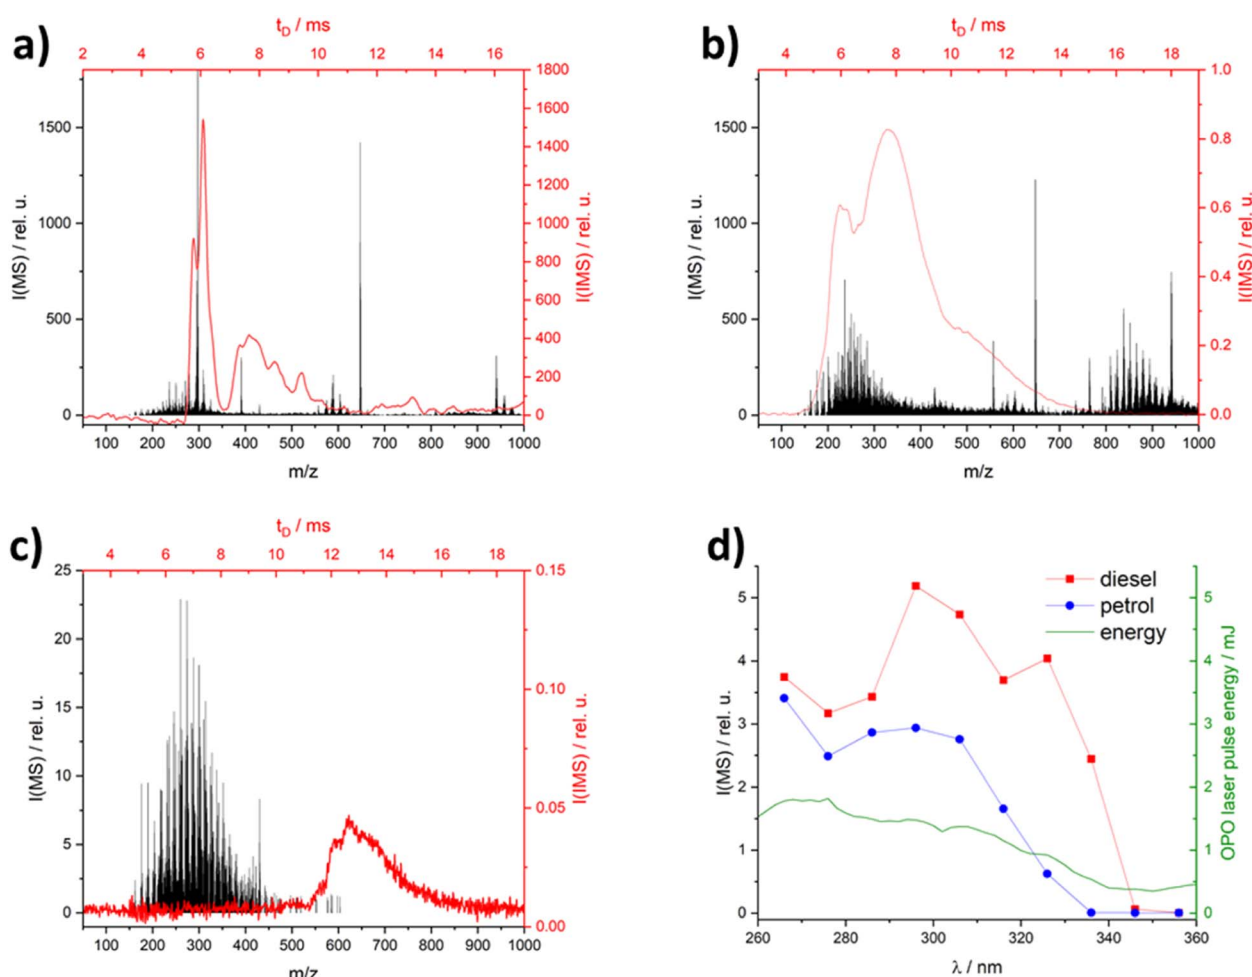 a)
t_D / ms
2 4 6 8 10 12 14 16
1800
1600
1400
1200
1000
800
600
400
200
0
I(IMS) / rel. u.
1500
1000
500
0
I(MS) / rel. u.
100 200 300 400 500 600 700 800 900 1000
m/z
b)
t_D / ms
4 6 8 10 12 14 16 18
1.0
0.8
0.6
0.4
0.2
0.0
I(IMS) / rel. u.
1500
1000
500
0
I(MS) / rel. u.
100 200 300 400 500 600 700 800 900 1000
m/z
c)
t_D / ms
4 6 8 10 12 14 16 18
25
20
15
10
5
0
I(MS) / rel. u.
0.15
0.10
0.05
0.00
I(IMS) / rel. u.
100 200 300 400 500 600 700 800 900 1000
m/z
d)
diesel
petrol
energy
5
4
3
2
1
0
I(MS) / rel. u.
5
4
3
2
1
0
OPO laser pulse energy / mJ
260 280 300 320 340 360
λ / nm